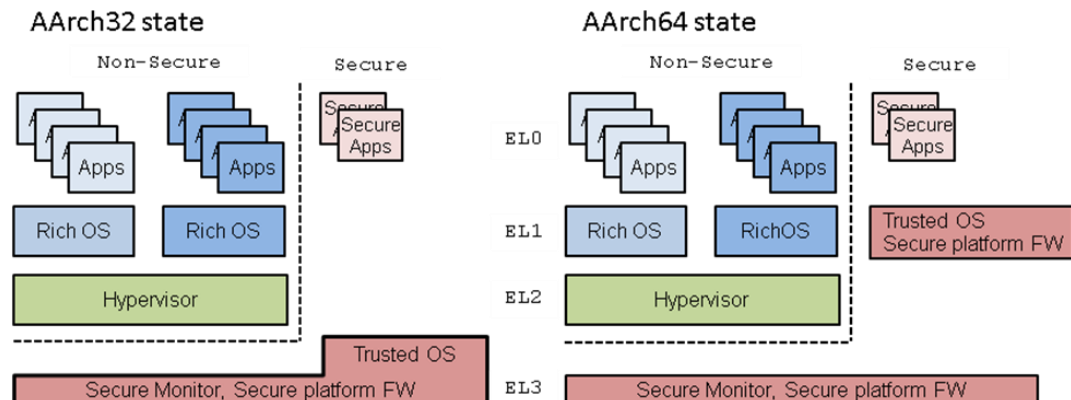 AArch32 state
Non-Secure
Secure
A
A
A
Apps
A
A
A
Apps
Secure
A
Secure
Apps
Rich OS
Rich OS
Hypervisor
Trusted OS
Secure Monitor, Secure platform FW
EL0
EL1
EL2
EL3
AArch64 state
Non-Secure
Secure
A
A
A
Apps
A
A
A
Apps
Secure
A
Secure
Apps
Rich OS
RichOS
Trusted OS
Secure platform FW
Hypervisor
Secure Monitor, Secure platform FW